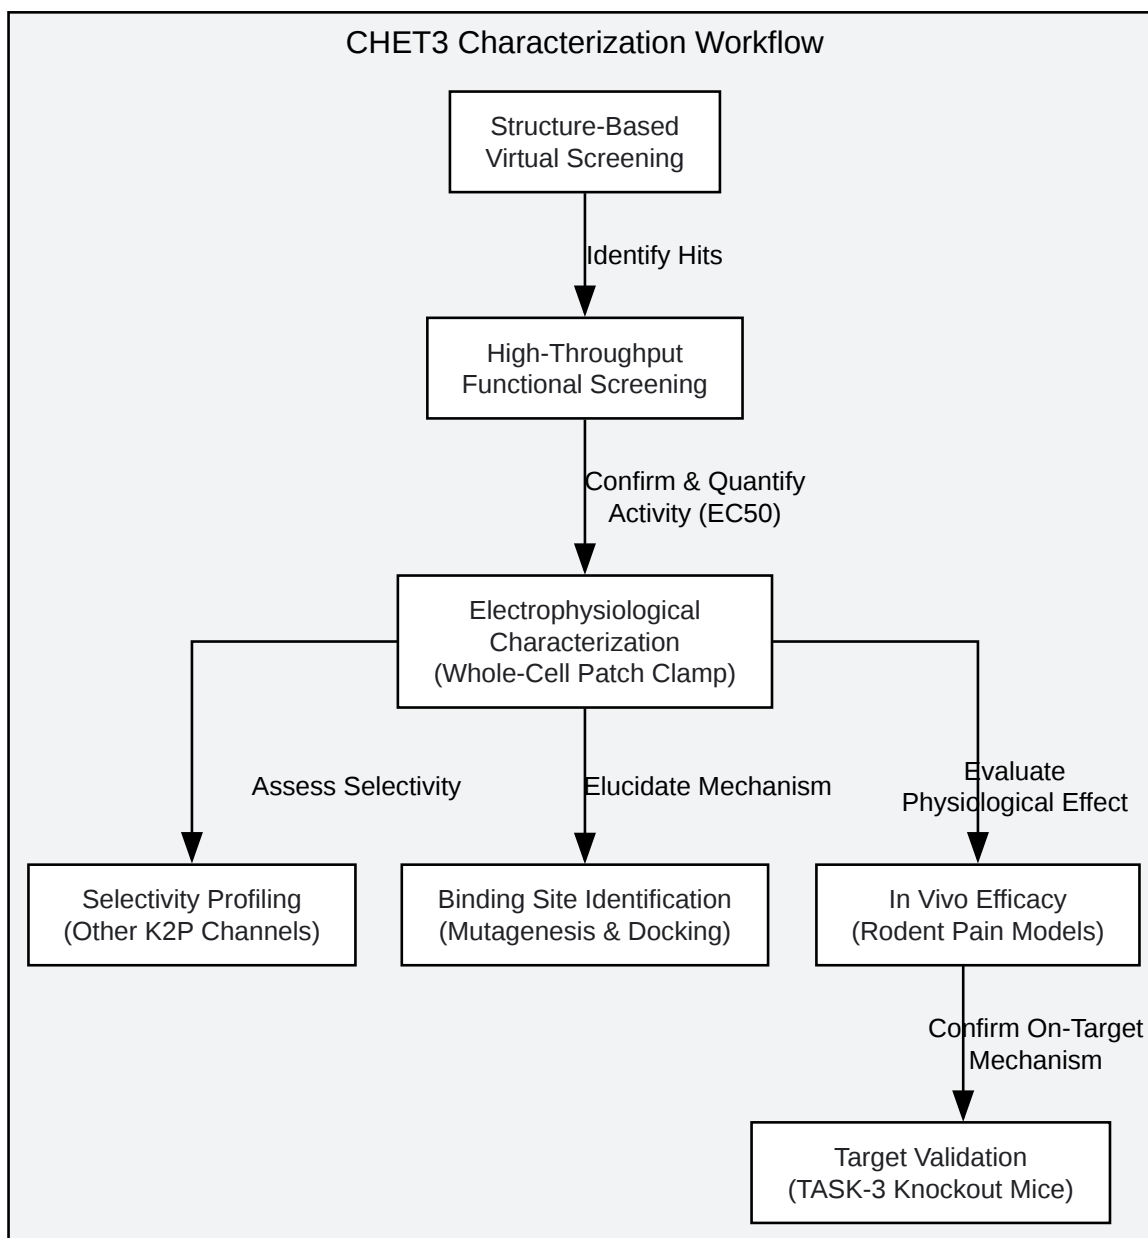 CHET3 Characterization Workflow
Structure-Based
Virtual Screening
Identify Hits
High-Throughput
Functional Screening
Confirm & Quantify
Activity (EC50)
Electrophysiological
Characterization
(Whole-Cell Patch Clamp)
Assess Selectivity
Elucidate Mechanism
Evaluate
Physiological Effect
Selectivity Profiling
(Other K2P Channels)
Binding Site Identification
(Mutagenesis & Docking)
In Vivo Efficacy
(Rodent Pain Models)
Confirm On-Target
Mechanism
Target Validation
(TASK-3 Knockout Mice)